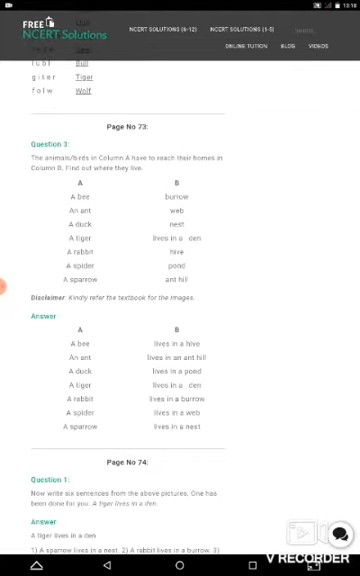 13:18
FREE
NCERT Solutions
NCERT SOLUTIONS (6-12)
NCERT SOLUTIONS (1-5)
ONLINE TUTION
BLOG
VIDEOS
l u b l Bull
g i t e r Tiger
f o l w Wolf
Page No 73:
Question 3:
The animals/birds in Column A have to reach their homes in
Column B. Find out where they live.
A B
A bee burrow
An ant web
A duck nest
A tiger lives in a den
A rabbit hive
A spider pond
A sparrow ant hill
Disclaimer: Kindly refer the textbook for the images.
Answer
A B
A bee lives in a hive
An ant lives in an ant hill
A duck lives in a pond
A tiger lives in a den
A rabbit lives in a burrow
A spider lives in a web
A sparrow lives in a nest
Page No 74:
Question 1:
Now write six sentences from the above pictures. One has
been done for you. A tiger lives in a den.
Answer
A tiger lives in a den
1) A sparrow lives in a nest. 2) A rabbit lives in a burrow. 3)
V RECORDER